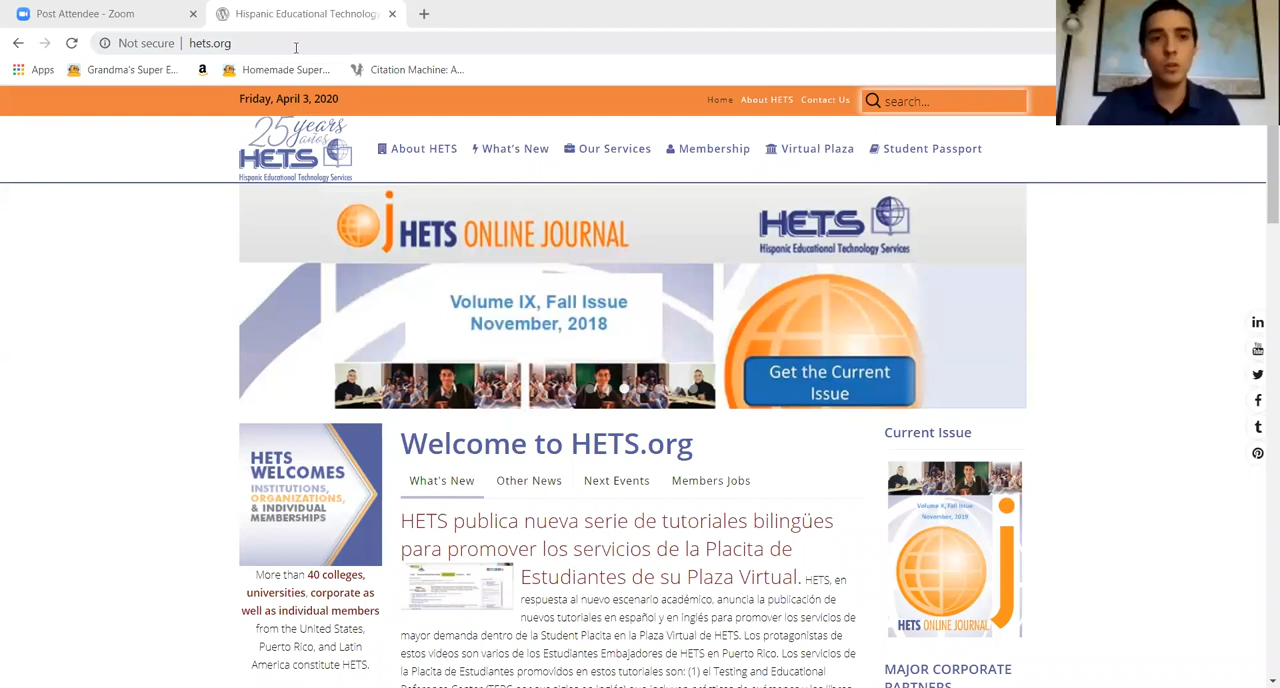 Post Attendee - Zoom
Hispanic Educational Technology
Not secure | hets.org
Apps
Grandma's Super E...
Homemade Super...
Citation Machine: A...
Friday, April 3, 2020
Home About HETS Contact Us
search...
25 years
años
HETS
Hispanic Educational Technology Services
About HETS
What's New
Our Services
Membership
Virtual Plaza
Student Passport
j HETS ONLINE JOURNAL
HETS
Hispanic Educational Technology Services
Volume IX, Fall Issue
November, 2018
Get the Current
Issue
HETS
WELCOMES
INSTITUTIONS,
ORGANIZATIONS,
& INDIVIDUAL
MEMBERSHIPS
More than 40 colleges,
universities, corporate as
well as individual members
from the United States,
Puerto Rico, and Latin
America constitute HETS.
Welcome to HETS.org
What's New
Other News
Next Events
Members Jobs
HETS publica nueva serie de tutoriales bilingües
para promover los servicios de la Placita de
Estudiantes de su Plaza Virtual. HETS, en
respuesta al nuevo escenario académico, anuncia la publicación de
nuevos tutoriales en español y en inglés para promover los servicios de
mayor demanda dentro de la Student Placita en la Plaza Virtual de HETS. Los protagonistas de
estos videos son varios de los Estudiantes Embajadores de HETS en Puerto Rico. Los servicios de
la Placita de Estudiantes promovidos en estos tutoriales son: (1) el Testing and Educational
Current Issue
Volume IX, Fall Issue
November, 2019
j
HETS ONLINE JOURNAL
MAJOR CORPORATE
PARTNERS